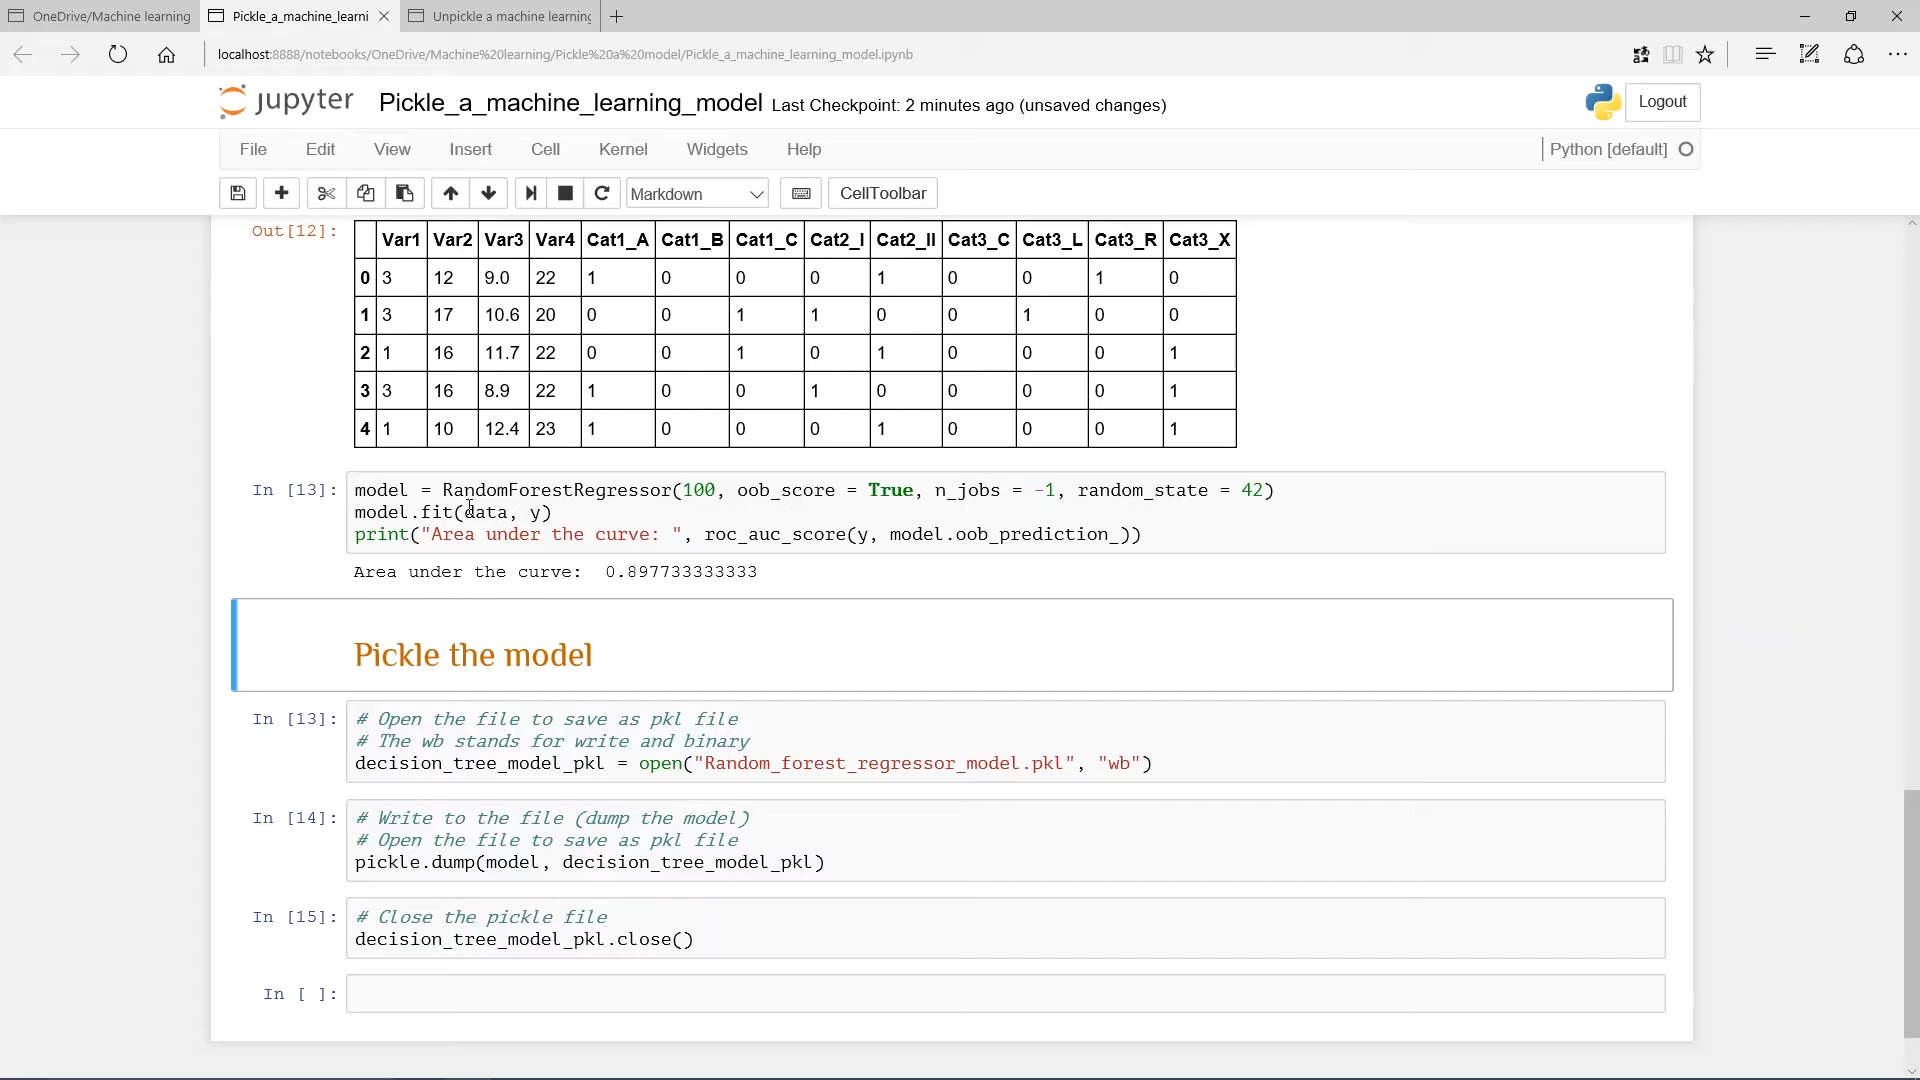 OneDrive/Machine learning
Pickle_a_machine_learni
Unpickle a machine learning
localhost:8888/notebooks/OneDrive/Machine%20learning/Pickle%20a%20model/Pickle_a_machine_learning_model.ipynb
jupyter Pickle_a_machine_learning_model Last Checkpoint: 2 minutes ago (unsaved changes)
Logout
File Edit View Insert Cell Kernel Widgets Help
Python [default]
Markdown
CellToolbar
Out[12]:
Var1 Var2 Var3 Var4 Cat1_A Cat1_B Cat1_C Cat2_I Cat2_II Cat3_C Cat3_L Cat3_R Cat3_X
0 3 12 9.0 22 1 0 0 0 1 0 0 1 0
1 3 17 10.6 20 0 0 1 1 0 0 1 0 0
2 1 16 11.7 22 0 0 1 0 1 0 0 0 1
3 3 16 8.9 22 1 0 0 1 0 0 0 0 1
4 1 10 12.4 23 1 0 0 0 1 0 0 0 1
In [13]: model = RandomForestRegressor(100, oob_score = True, n_jobs = -1, random_state = 42)
model.fit(data, y)
print("Area under the curve: ", roc_auc_score(y, model.oob_prediction_))
Area under the curve:  0.897733333333
Pickle the model
In [13]: # Open the file to save as pkl file
# The wb stands for write and binary
decision_tree_model_pkl = open("Random_forest_regressor_model.pkl", "wb")
In [14]: # Write to the file (dump the model)
# Open the file to save as pkl file
pickle.dump(model, decision_tree_model_pkl)
In [15]: # Close the pickle file
decision_tree_model_pkl.close()
In [ ]: